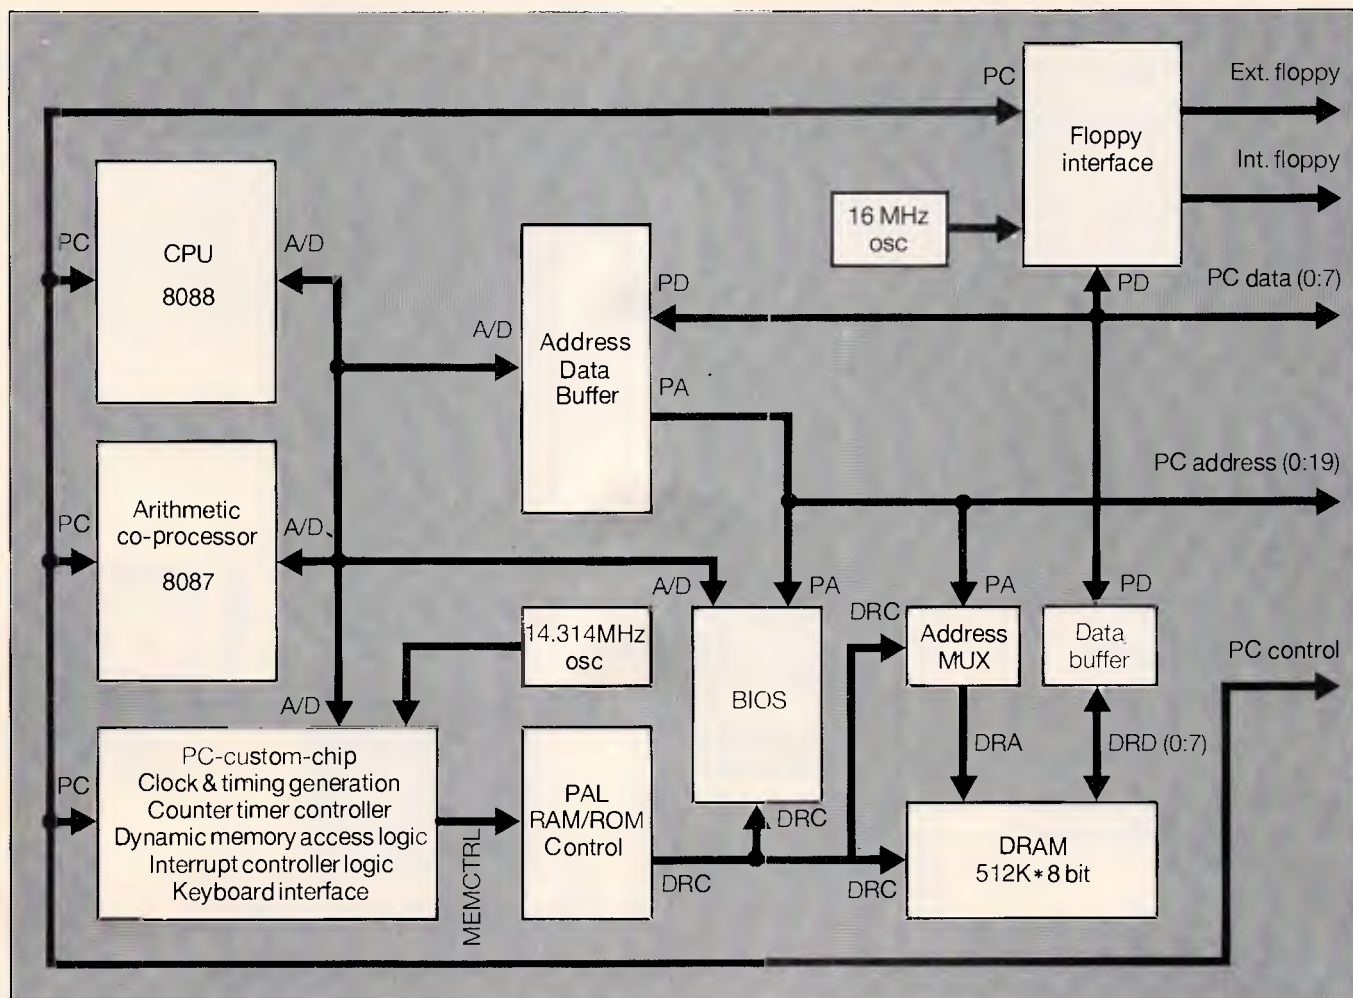 PC
Ext. floppy
Floppy
interface
Int. floppy
16 MHz
osc
PC
CPU
8088
A/D
PD
PD
PC data (0:7)
A/D
Address
Data
Buffer
PA
PC address (0:19)
PC
Arithmetic
co-processor
8087
A/D
A/D
PA
PA
PD
DRC
14.314MHz
osc
Address
MUX
Data
buffer
PC control
A/D
BIOS
DRA
DRD (0:7)
PC
PC-custom-chip
Clock & timing generation
Counter timer controller
Dynamic memory access logic
Interrupt controller logic
Keyboard interface
MEMCTRL
PAL
RAM/ROM
Control
DRC
DRC
DRC
DRAM
512K*8 bit